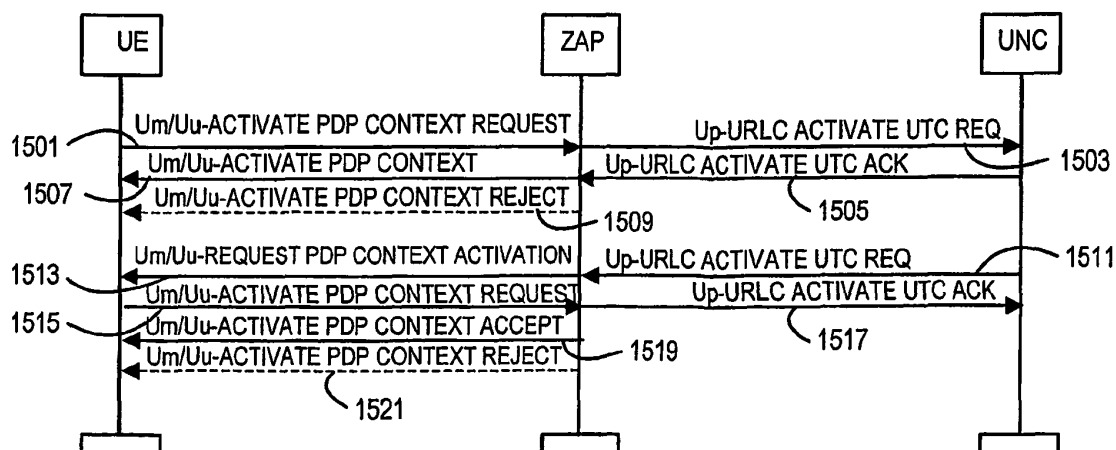 UE
ZAP
UNC
Um/Uu-ACTIVATE PDP CONTEXT REQUEST
Up-URLC ACTIVATE UTC REQ
1501
1503
Um/Uu-ACTIVATE PDP CONTEXT
Up-URLC ACTIVATE UTC ACK
1507
1505
Um/Uu-ACTIVATE PDP CONTEXT REJECT
1509
Um/Uu-REQUEST PDP CONTEXT ACTIVATION
Up-URLC ACTIVATE UTC REQ
1511
1513
Um/Uu-ACTIVATE PDP CONTEXT REQUEST
Up-URLC ACTIVATE UTC ACK
1515
1517
Um/Uu-ACTIVATE PDP CONTEXT ACCEPT
1519
Um/Uu-ACTIVATE PDP CONTEXT REJECT
1521